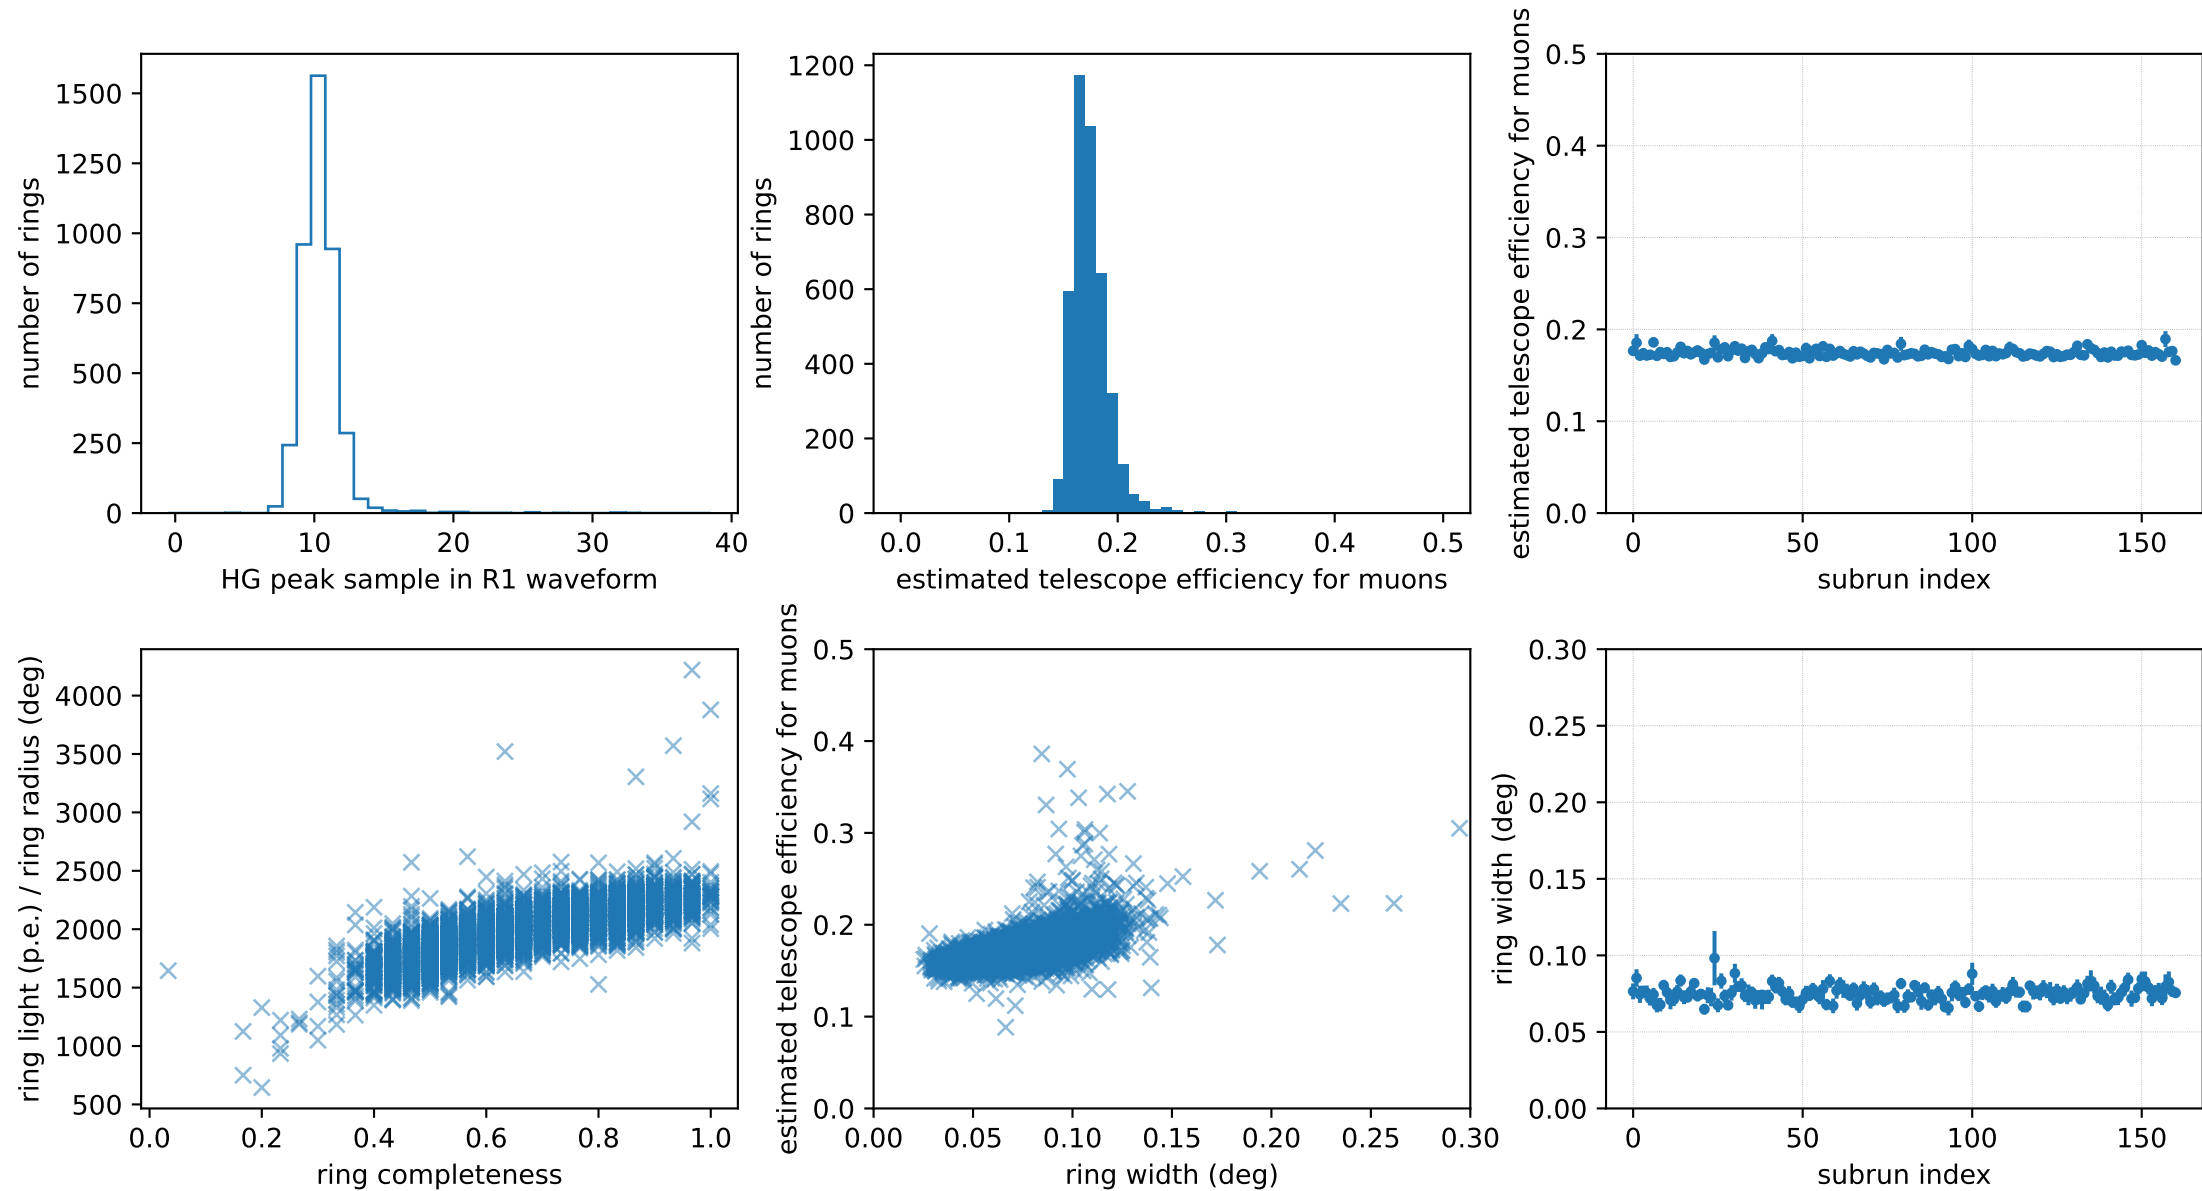 number of rings
1500
1250
1000
750
500
250
0
0 10 20 30 40
HG peak sample in R1 waveform
number of rings
1200
1000
800
600
400
200
0
0.0 0.1 0.2 0.3 0.4 0.5
estimated telescope efficiency for muons
estimated telescope efficiency for muons
0.5
0.4
0.3
0.2
0.1
0.0
0 50 100 150
subrun index
ring light (p.e.) / ring radius (deg)
4000
3500
3000
2500
2000
1500
1000
500
0.0 0.2 0.4 0.6 0.8 1.0
ring completeness
estimated telescope efficiency for muons
0.5
0.4
0.3
0.2
0.1
0.0
0.00 0.05 0.10 0.15 0.20 0.25 0.30
ring width (deg)
ring width (deg)
0.30
0.25
0.20
0.15
0.10
0.05
0.00
0 50 100 150
subrun index